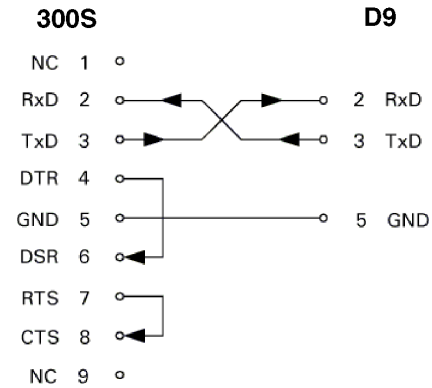 300S D9
NC 1
RxD 2 2 RxD
TxD 3 3 TxD
DTR 4
GND 5 5 GND
DSR 6
RTS 7
CTS 8
NC 9